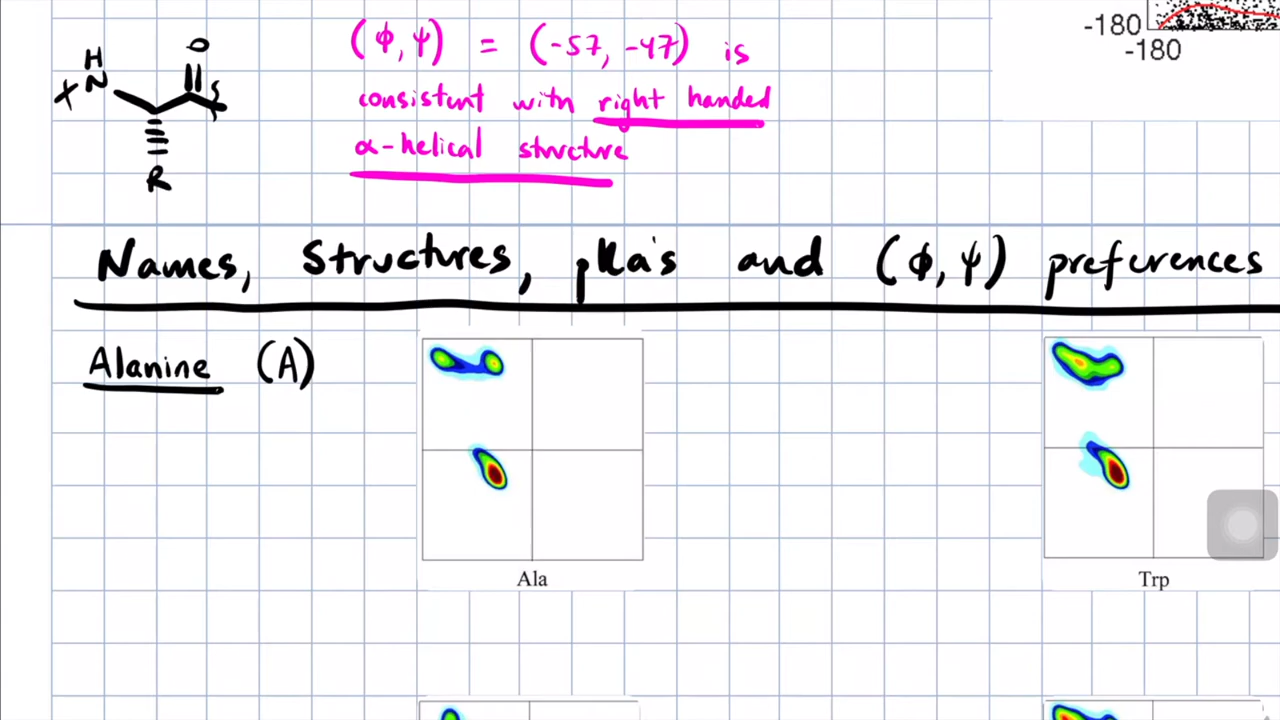 H
N
O
R
(ϕ, ψ) = (-57, -47) is
consistent with right handed
α-helical structure
-180
-180
Names, Structures, pKa's and (ϕ, ψ) preferences
Alanine (A)
Ala
Trp